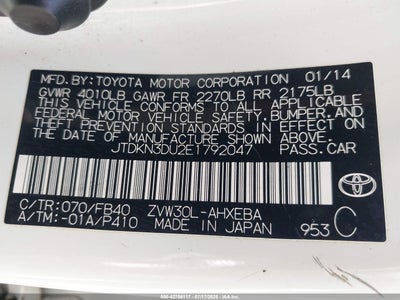 MFD. BY:TOYOTA MOTOR CORPORATION 01/14
GVWR 4010LB GAWR FR 2270LB RR 2175LB
THIS VEHICLE CONFORMS TO ALL APPLICABLE
FEDERAL MOTOR VEHICLE SAFETY,BUMPER,AND
THEFT PREVENTION STANDARDS IN EFFECT ON
THE DATE OF MANUFACTURE SHOWN ABOVE.
JTDKN3DU2E1792047 PASS.CAR
TOYOTA
C/TR:070/FB40 ZVW30L-AHXEBA
A/TM:-01A/P410 MADE IN JAPAN 953 C